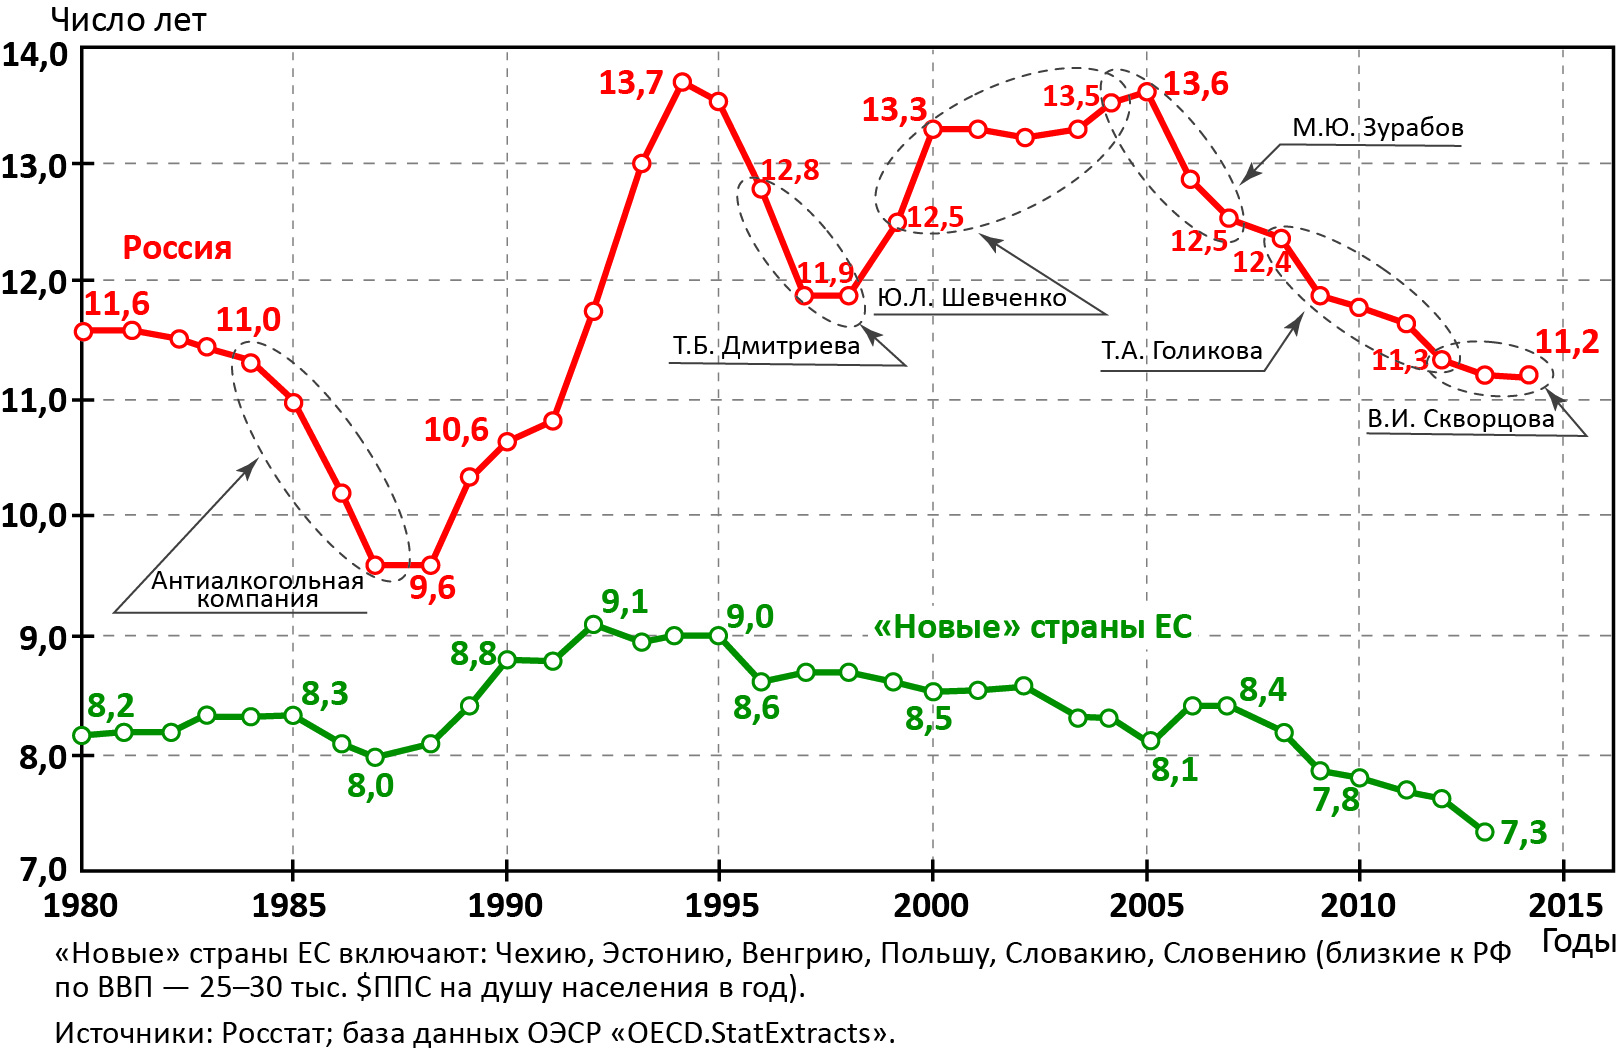 Число лет
14,0
13,7
13,3
13,5
13,6
М.Ю. Зурабов
13,0
12,8
12,5
12,5
Россия
12,4
12,0
11,9
Ю.Л. Шевченко
11,6
11,0
Т.Б. Дмитриева
Т.А. Голикова
11,3
11,2
11,0
В.И. Скворцова
10,6
10,0
Антиалкогольная
компания
9,6
9,1
9,0
«Новые» страны ЕС
9,0
8,8
8,2
8,3
8,6
8,5
8,4
8,0
8,0
8,1
7,8
7,3
7,0
1980 1985 1990 1995 2000 2005 2010 2015
Годы
«Новые» страны ЕС включают: Чехию, Эстонию, Венгрию, Польшу, Словакию, Словению (близкие к РФ
по ВВП — 25–30 тыс. $ППС на душу населения в год).
Источники: Росстат; база данных ОЭСР «OECD.StatExtracts».